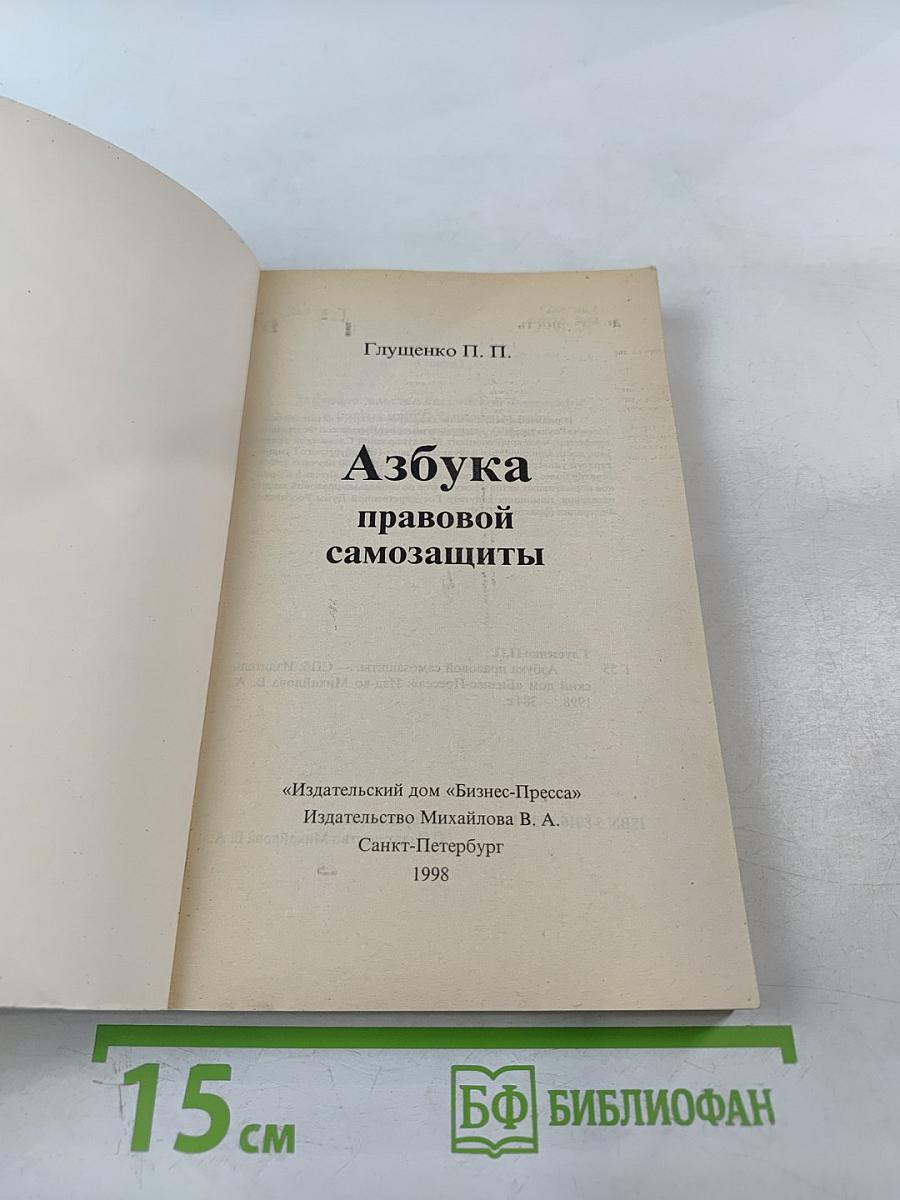 Глущенко П. П.
Азбука
правовой
самозащиты
«Издательский дом «Бизнес-Пресса»
Издательство Михайлова В. А.
Санкт-Петербург
1998
15 см
БФ БИБЛИОФАН